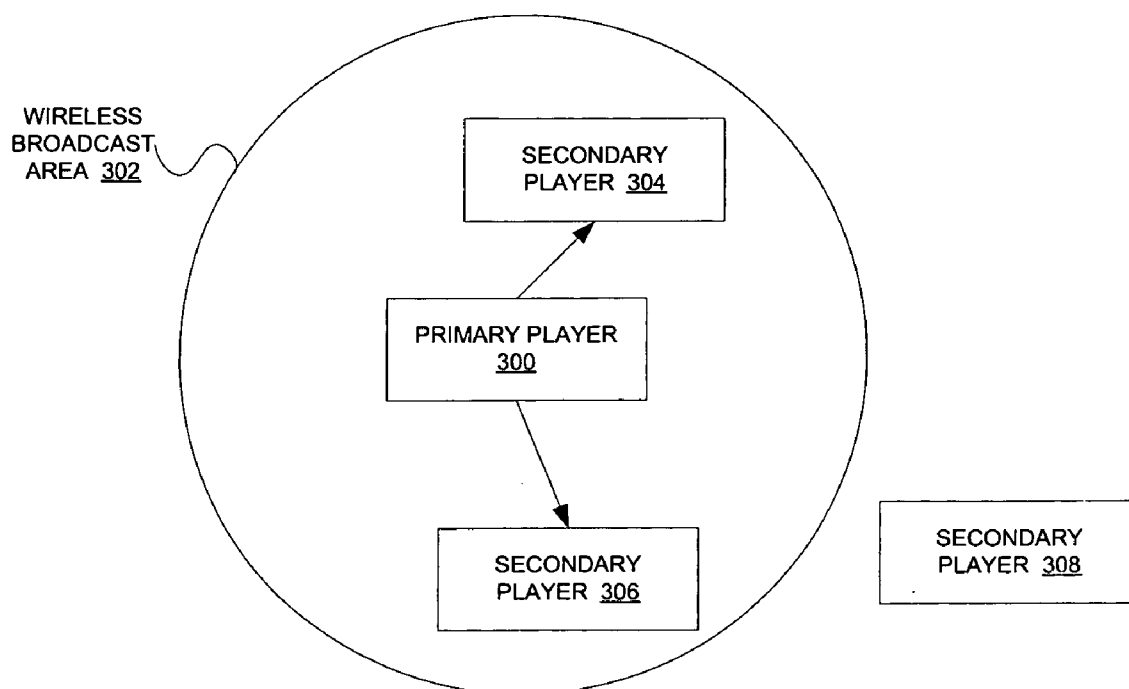 WIRELESS
BROADCAST
AREA 302
SECONDARY
PLAYER 304
PRIMARY PLAYER
300
SECONDARY
PLAYER 306
SECONDARY
PLAYER 308